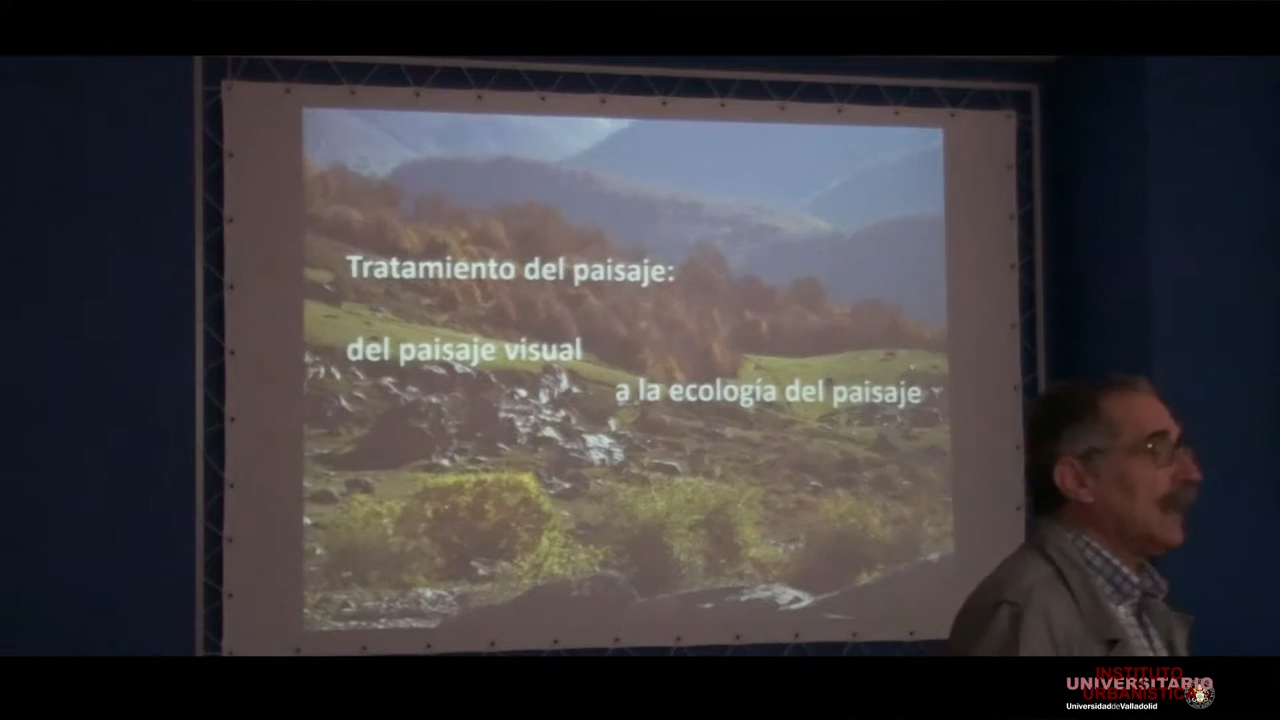 Tratamiento del paisaje:
del paisaje visual
a la ecología del paisaje
INSTITUTO
UNIVERSITARIO
URBANÍSTICA
UniversidaddeValladolid